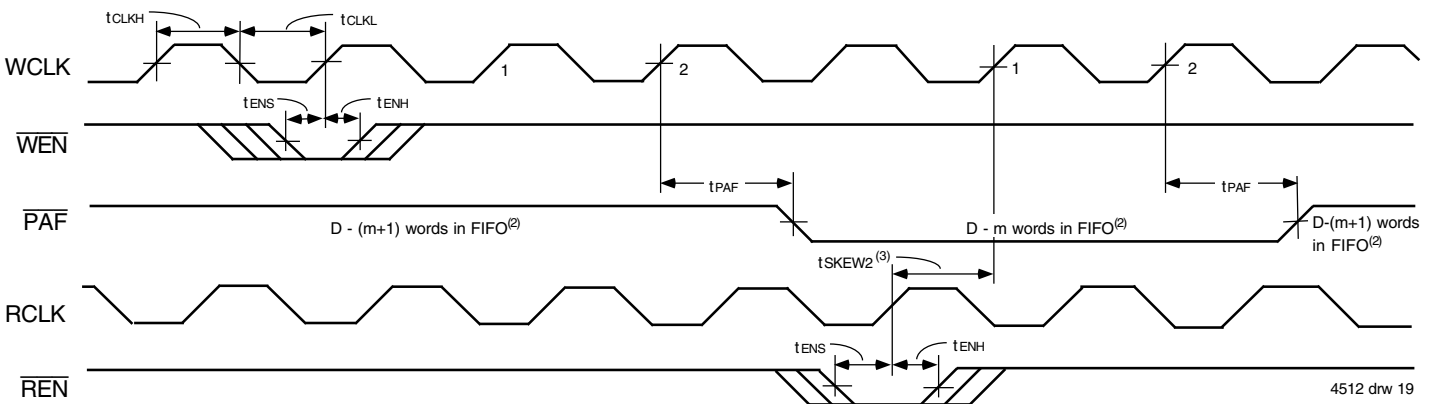 tCLKH
tCLKL
WCLK
1
2
1
2
tENS
tENH
WEN
tPAF
tPAF
PAF
D - (m+1) words in FIFO(2)
D - m words in FIFO(2)
D-(m+1) words
in FIFO(2)
tSKEW2(3)
RCLK
tENS
tENH
REN
4512 drw 19